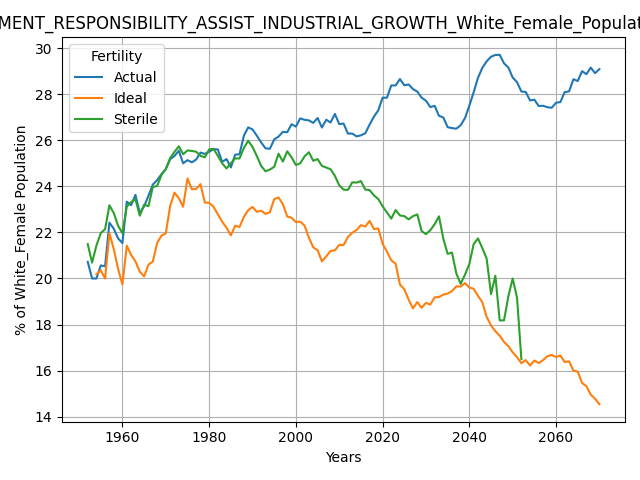 MENT_RESPONSIBILITY_ASSIST_INDUSTRIAL_GROWTH_White_Female_Populat
Fertility
Actual
Ideal
Sterile
% of White_Female Population
30
28
26
24
22
20
18
16
14
1960 1980 2000 2020 2040 2060
Years